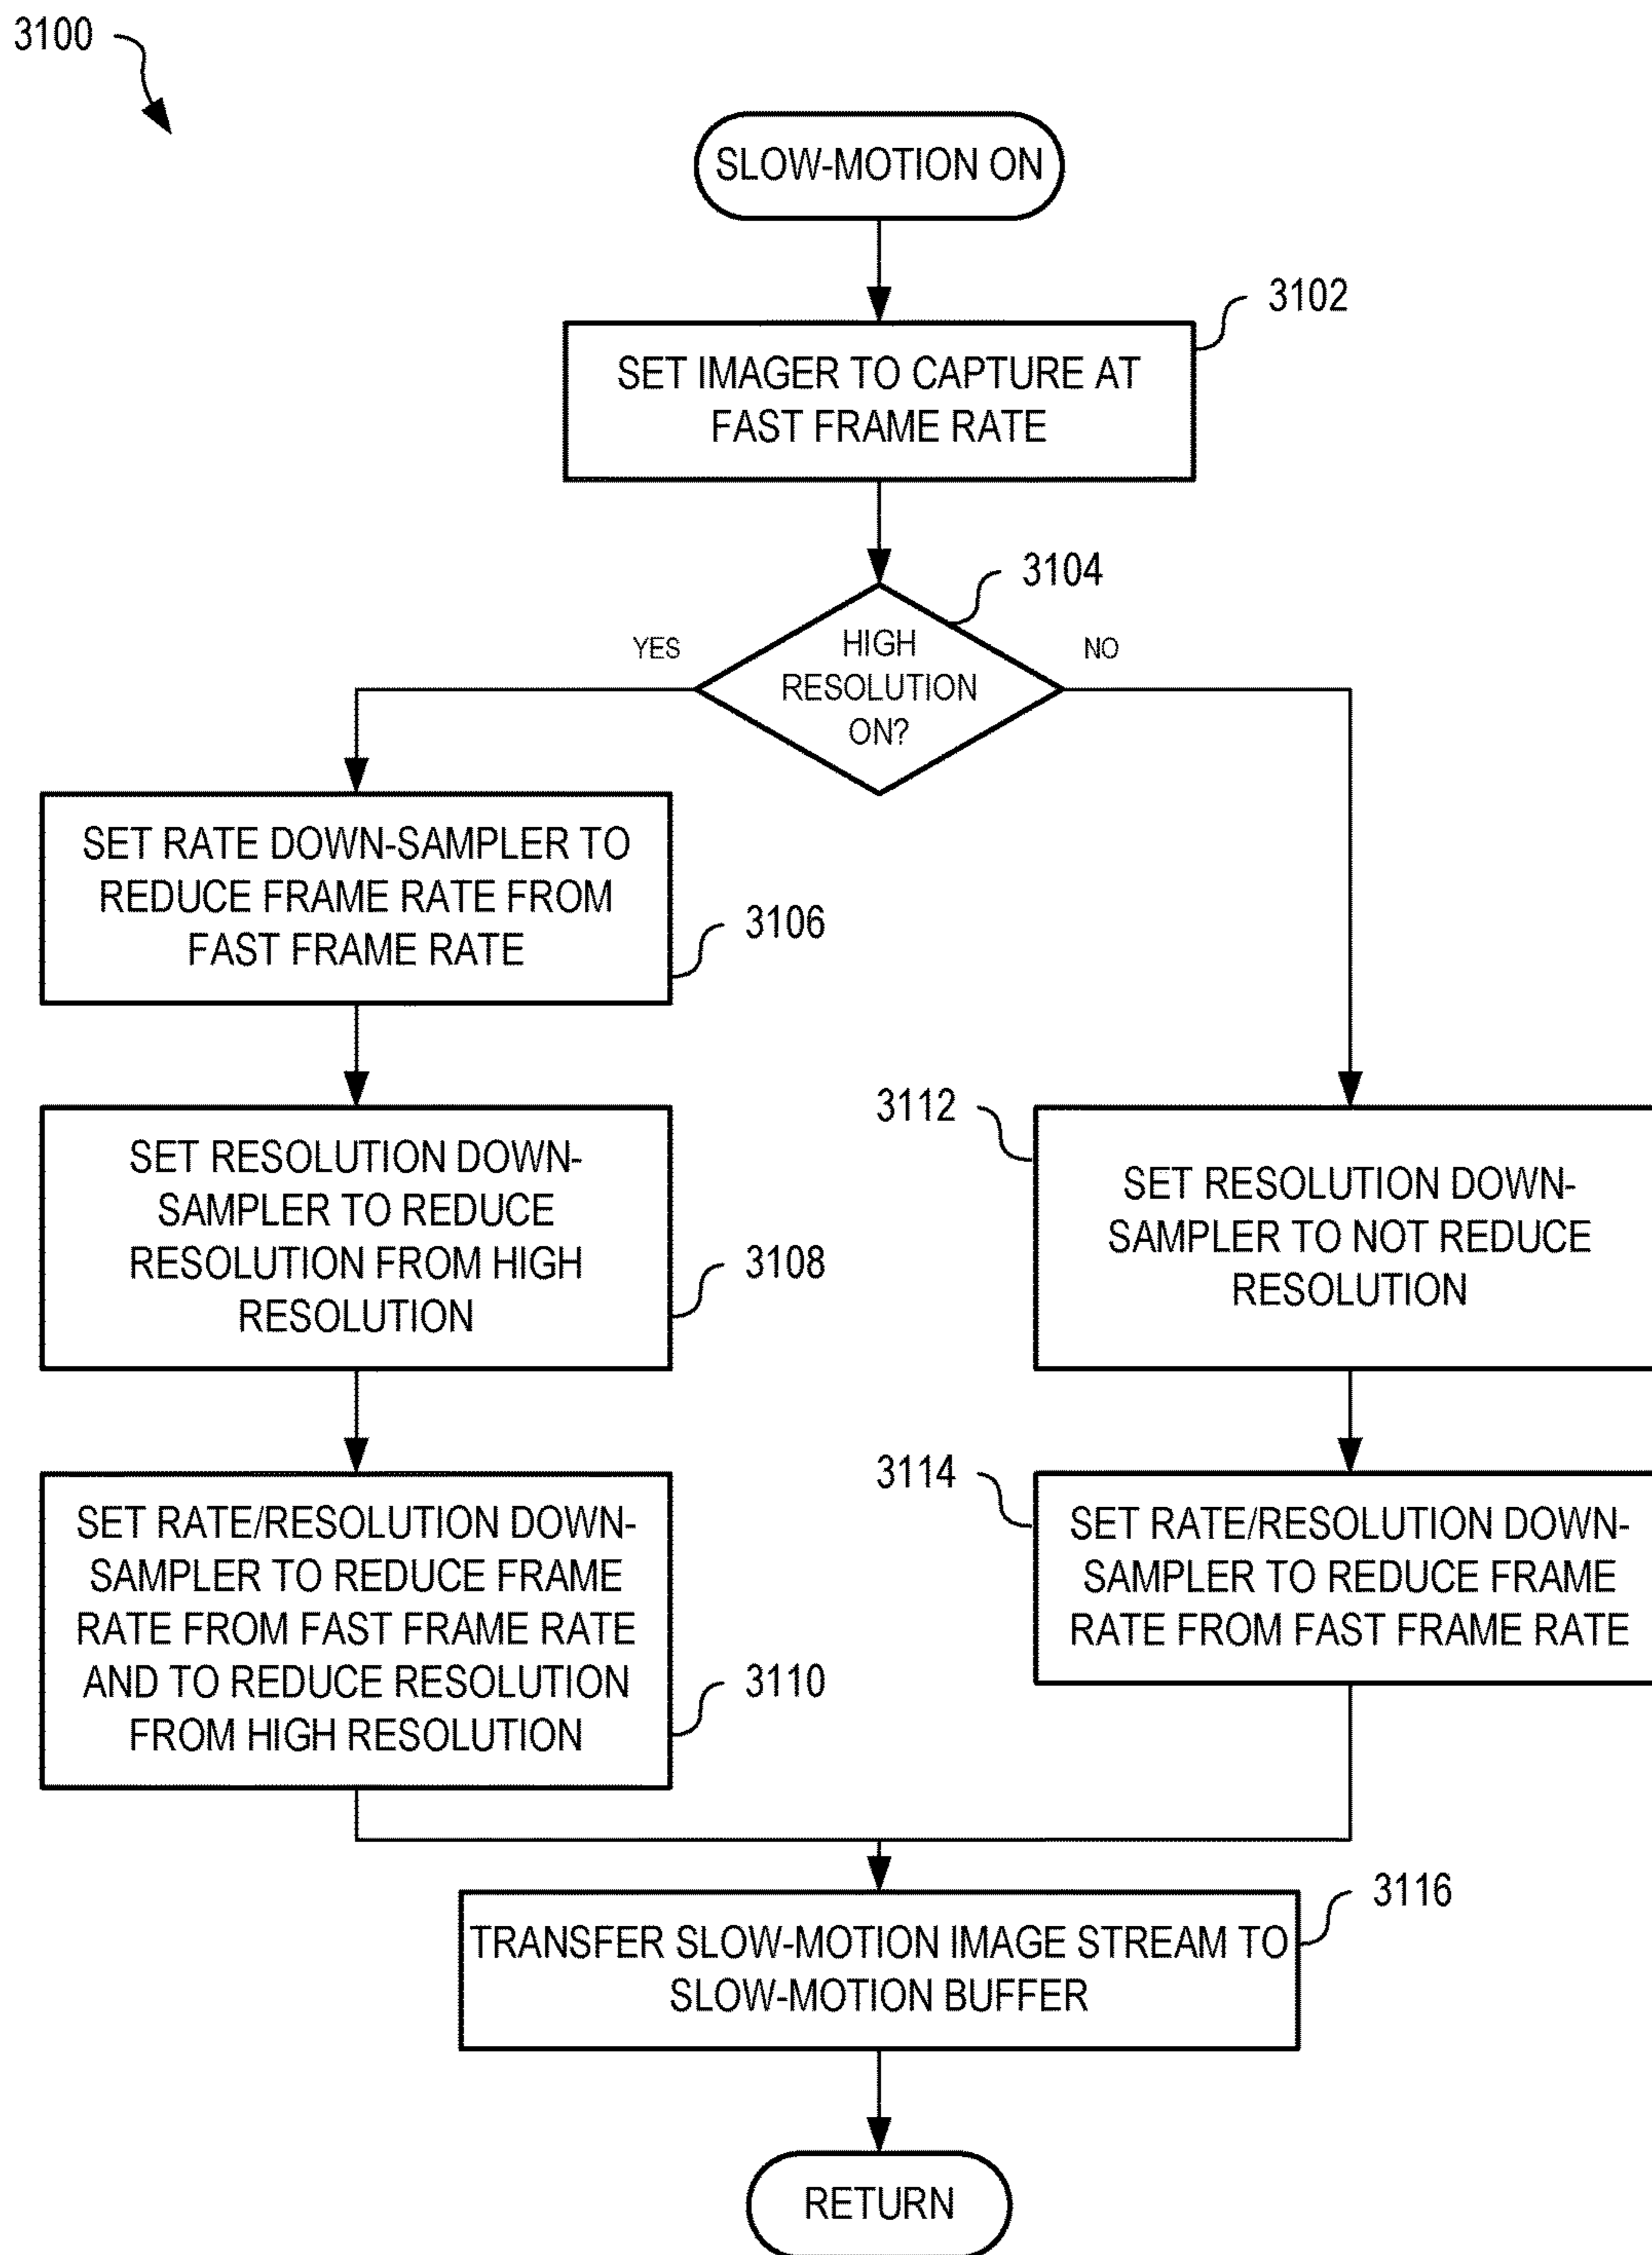 3100
SLOW-MOTION ON
3102
SET IMAGER TO CAPTURE AT
FAST FRAME RATE
3104
YES
HIGH
RESOLUTION
ON?
NO
SET RATE DOWN-SAMPLER TO
REDUCE FRAME RATE FROM
FAST FRAME RATE
3106
SET RESOLUTION DOWN-
SAMPLER TO REDUCE
RESOLUTION FROM HIGH
RESOLUTION
3108
3112
SET RESOLUTION DOWN-
SAMPLER TO NOT REDUCE
RESOLUTION
SET RATE/RESOLUTION DOWN-
SAMPLER TO REDUCE FRAME
RATE FROM FAST FRAME RATE
AND TO REDUCE RESOLUTION
FROM HIGH RESOLUTION
3110
3114
SET RATE/RESOLUTION DOWN-
SAMPLER TO REDUCE FRAME
RATE FROM FAST FRAME RATE
3116
TRANSFER SLOW-MOTION IMAGE STREAM TO
SLOW-MOTION BUFFER
RETURN